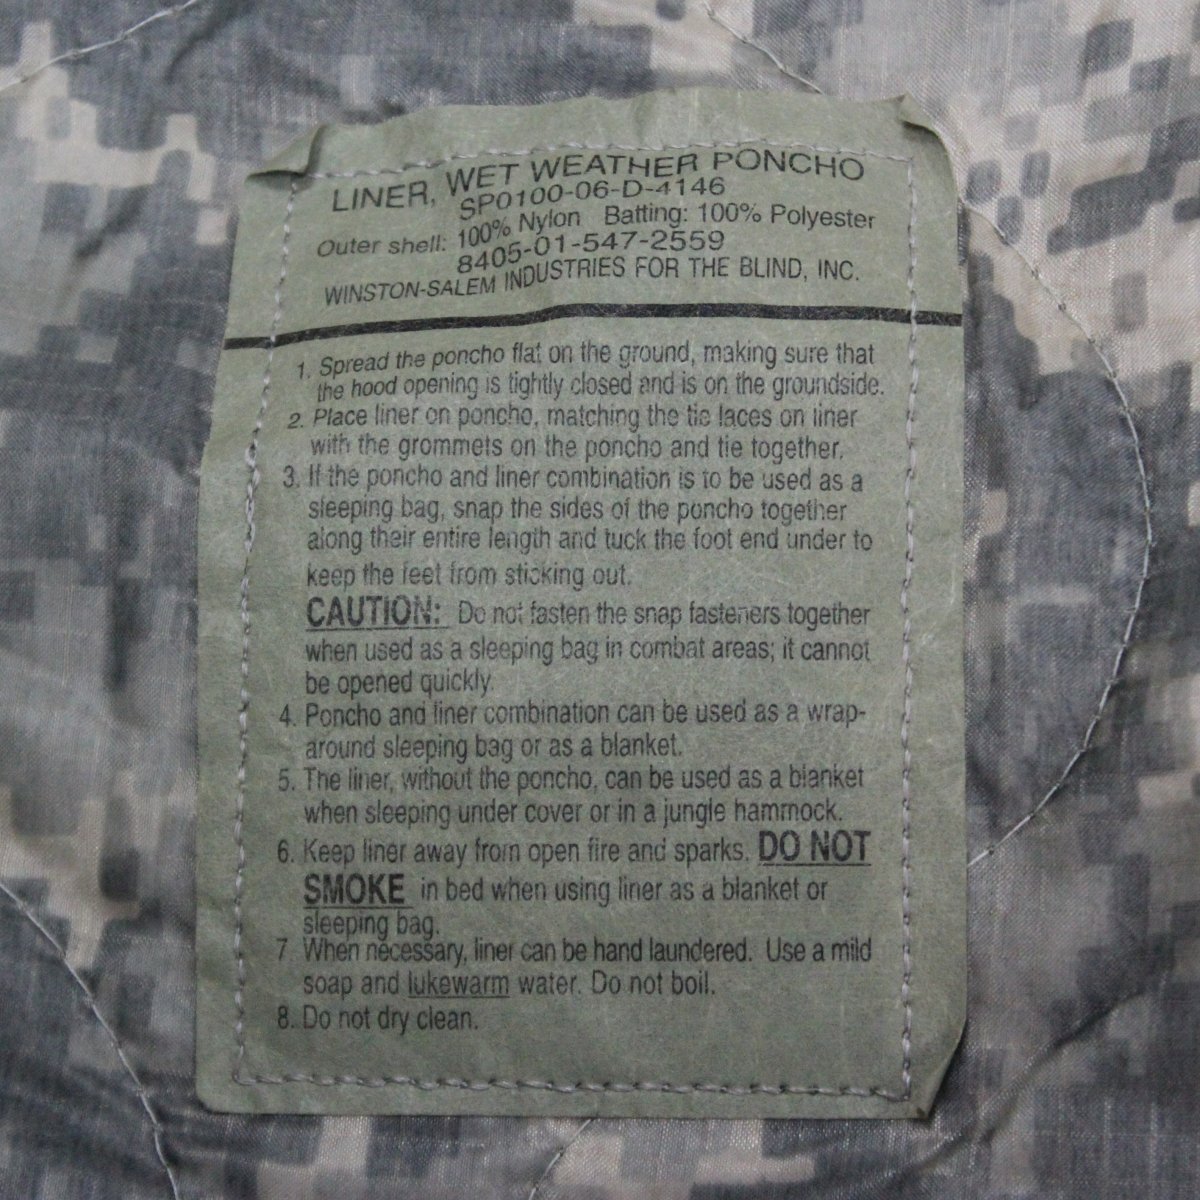 LINER, WET WEATHER PONCHO
SP0100-06-D-4146
Outer shell: 100% Nylon Batting: 100% Polyester
8405-01-547-2559
WINSTON-SALEM INDUSTRIES FOR THE BLIND, INC.
1. Spread the poncho flat on the ground, making sure that
the hood opening is tightly closed and is on the groundside.
2. Place liner on poncho, matching the tie laces on liner
with the grommets on the poncho and tie together.
3. If the poncho and liner combination is to be used as a
sleeping bag, snap the sides of the poncho together
along their entire length and tuck the foot end under to
keep the feet from sticking out.
CAUTION: Do not fasten the snap fasteners together
when used as a sleeping bag in combat areas; it cannot
be opened quickly.
4. Poncho and liner combination can be used as a wrap-
around sleeping bag or as a blanket.
5. The liner, without the poncho, can be used as a blanket
when sleeping under cover or in a jungle hammock.
6. Keep liner away from open fire and sparks. DO NOT
SMOKE in bed when using liner as a blanket or
sleeping bag.
7 When necessary, liner can be hand laundered. Use a mild
soap and lukewarm water. Do not boil.
8. Do not dry clean.